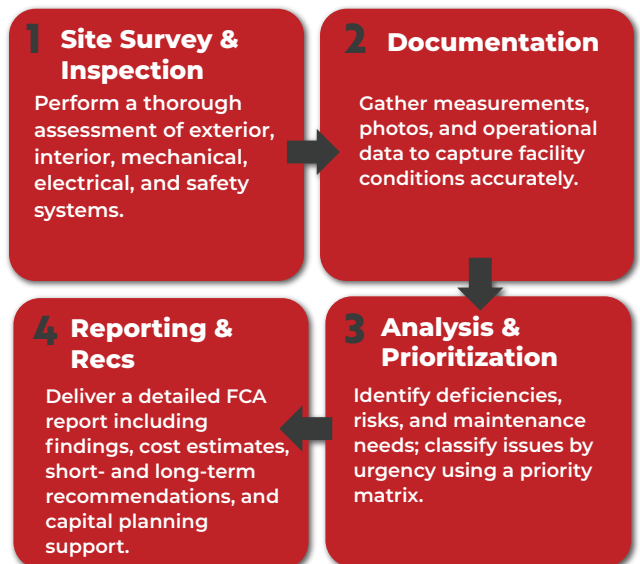 1 Site Survey &
Inspection
Perform a thorough
assessment of exterior,
interior, mechanical,
electrical, and safety
systems.
2 Documentation
Gather measurements,
photos, and operational
data to capture facility
conditions accurately.
3 Analysis &
Prioritization
Identify deficiencies,
risks, and maintenance
needs; classify issues by
urgency using a priority
matrix.
4 Reporting &
Recs
Deliver a detailed FCA
report including
findings, cost estimates,
short- and long-term
recommendations, and
capital planning
support.